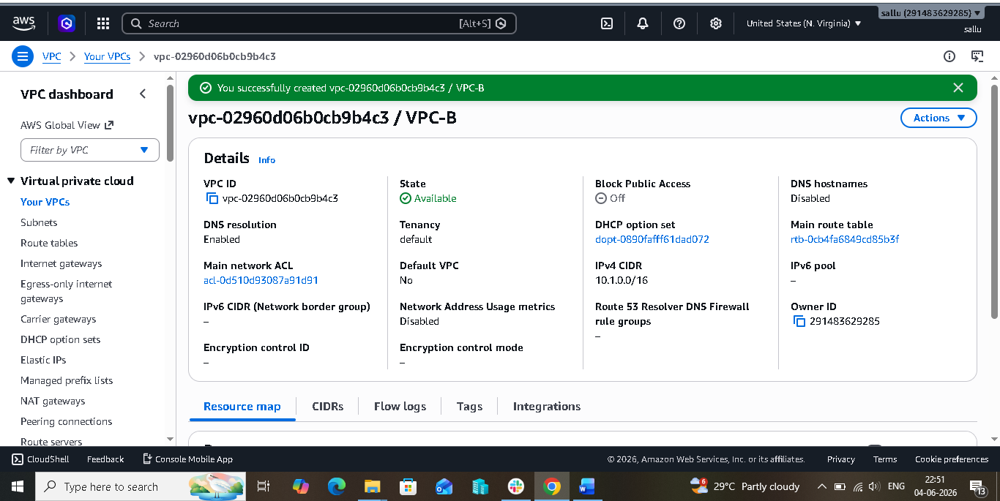 aws
Search
[Alt+S]
United States (N. Virginia)
sallu (291483629285)
sallu
VPC
Your VPCs
vpc-02960d06b0cb9b4c3
VPC dashboard
AWS Global View
Filter by VPC
Virtual private cloud
Your VPCs
Subnets
Route tables
Internet gateways
Egress-only internet
gateways
Carrier gateways
DHCP option sets
Elastic IPs
Managed prefix lists
NAT gateways
Peering connections
Route servers
You successfully created vpc-02960d06b0cb9b4c3 / VPC-B
vpc-02960d06b0cb9b4c3 / VPC-B
Actions
Details Info
VPC ID
vpc-02960d06b0cb9b4c3
State
Available
Block Public Access
Off
DNS hostnames
Disabled
DNS resolution
Enabled
Tenancy
default
DHCP option set
dopt-0890fafff61dad072
Main route table
rtb-0cb4fa6849cd85b3f
Main network ACL
acl-0d510d93087a91d91
Default VPC
No
IPv4 CIDR
10.1.0.0/16
IPv6 pool
–
IPv6 CIDR (Network border group)
–
Network Address Usage metrics
Disabled
Route 53 Resolver DNS Firewall
rule groups
–
Owner ID
291483629285
Encryption control ID
–
Encryption control mode
–
Resource map
CIDRs
Flow logs
Tags
Integrations
CloudShell
Feedback
Console Mobile App
© 2026, Amazon Web Services, Inc. or its affiliates.
Privacy
Terms
Cookie preferences
Type here to search
6
29°C Partly cloudy
ENG
22:51
04-06-2026
13